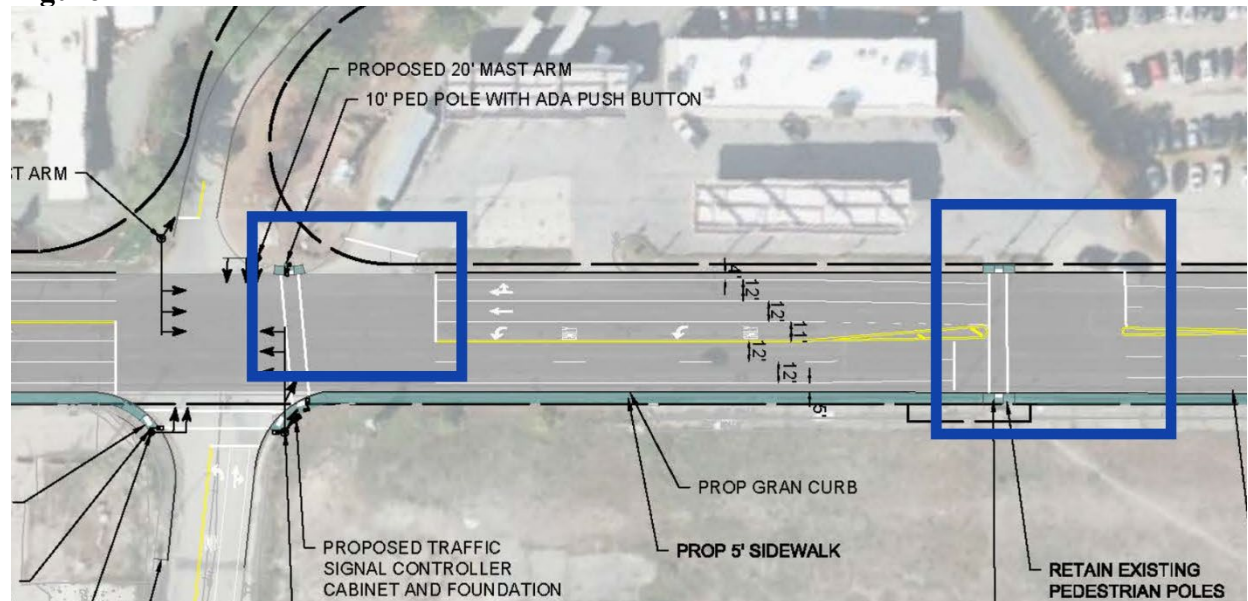 PROPOSED 20' MAST ARM
10' PED POLE WITH ADA PUSH BUTTON
ST ARM
4'
12'
12'
11'
12'
12'
5'
PROP GRAN CURB
PROPOSED TRAFFIC
SIGNAL CONTROLLER
CABINET AND FOUNDATION
PROP 5' SIDEWALK
RETAIN EXISTING
PEDESTRIAN POLES